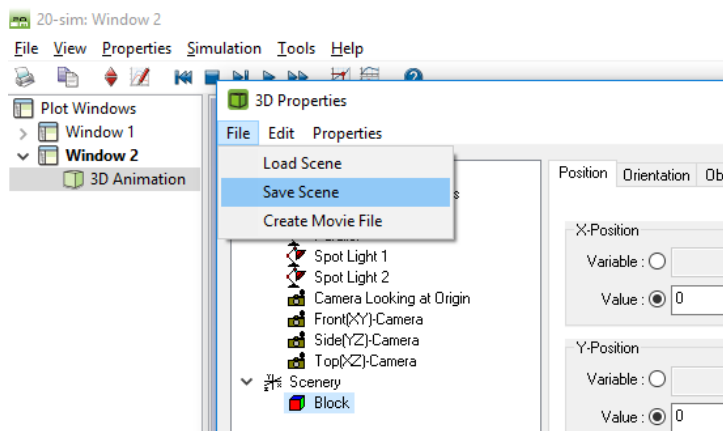 20-sim: Window 2
File View Properties Simulation Tools Help
Plot Windows
Window 1
Window 2
3D Animation
3D Properties
File Edit Properties
Load Scene
Save Scene
Create Movie File
Spot Light 1
Spot Light 2
Camera Looking at Origin
Front(XY)-Camera
Side(YZ)-Camera
Top(XZ)-Camera
Scenery
Block
Position Orientation Ob
X-Position
Variable :
Value : 0
Y-Position
Variable :
Value : 0